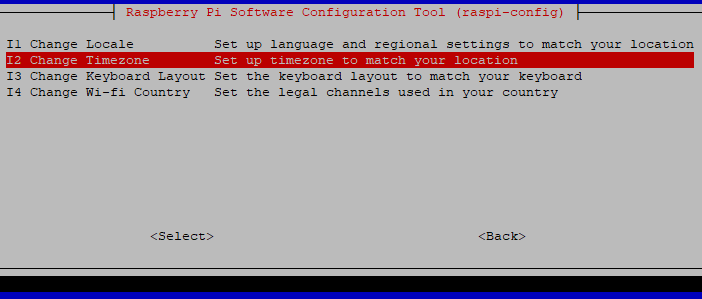 Raspberry Pi Software Configuration Tool (raspi-config)
I1 Change Locale Set up language and regional settings to match your location
I2 Change Timezone Set up timezone to match your location
I3 Change Keyboard Layout Set the keyboard layout to match your keyboard
I4 Change Wi-fi Country Set the legal channels used in your country
<Select> <Back>